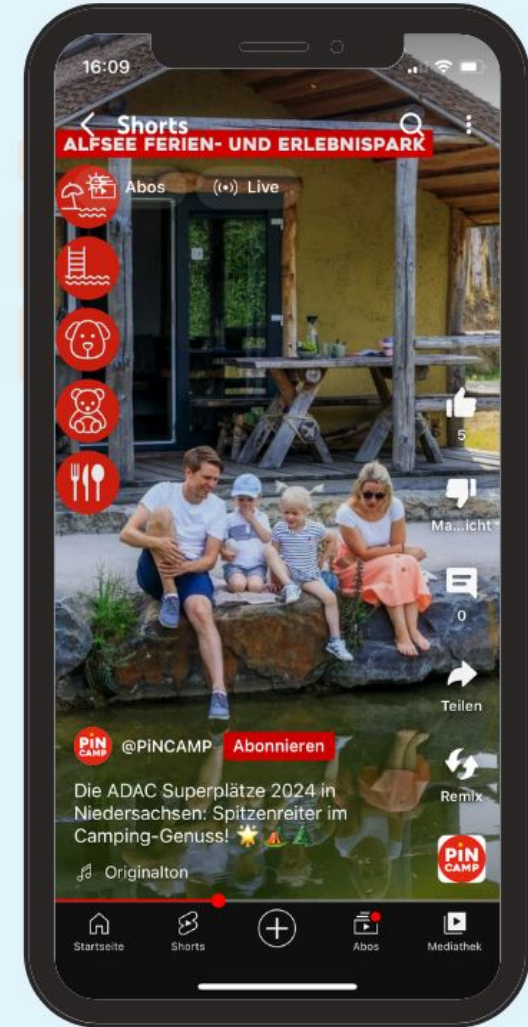 16:09
Shorts
ALFSEE FERIEN- UND ERLEBNISPARK
Abos
Live
5
Ma...icht
0
Teilen
PiN
CAMP
@PiNCAMP
Abonnieren
Remix
Die ADAC Superplätze 2024 in
Niedersachsen: Spitzenreiter im
Camping-Genuss! 🌟⛺🌲
PiN
CAMP
Originalton
Startseite
Shorts
Abos
Mediathek